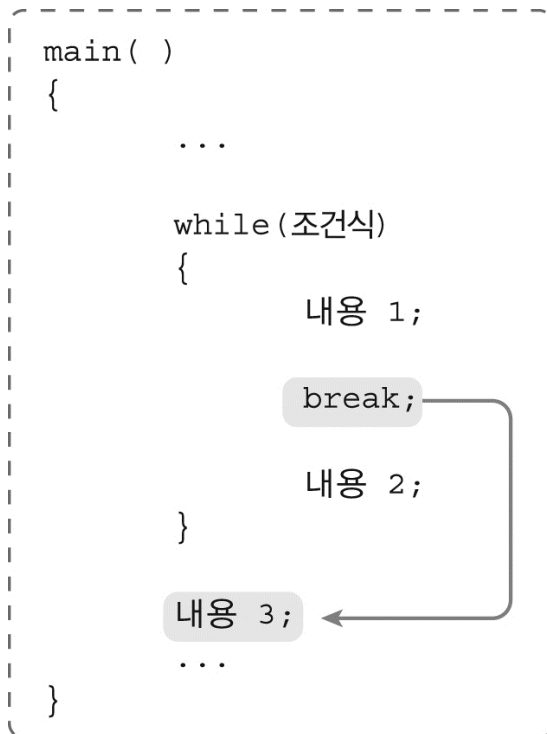 main( )
{
...
while(조건식)
{
내용 1;
break;
내용 2;
}
내용 3;
...
}